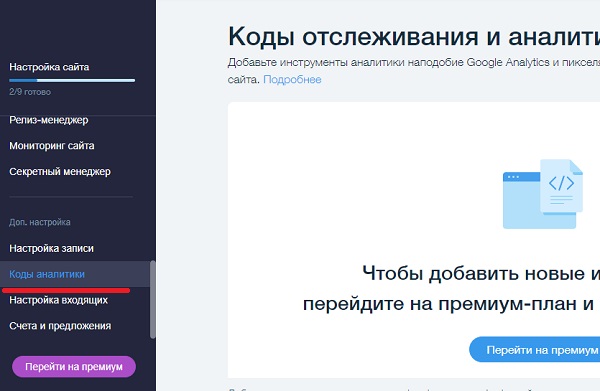 Настройка сайта
2/9 готово
Релиз-менеджер
Мониторинг сайта
Секретный менеджер
Доп. настройка
Настройка записи
Коды аналитики
Настройка входящих
Счета и предложения
Перейти на премиум
Коды отслеживания и аналити
Добавьте инструменты аналитики наподобие Google Analytics и пикселя
сайта. Подробнее
Чтобы добавить новые и
перейдите на премиум-план и
Перейти на премиум